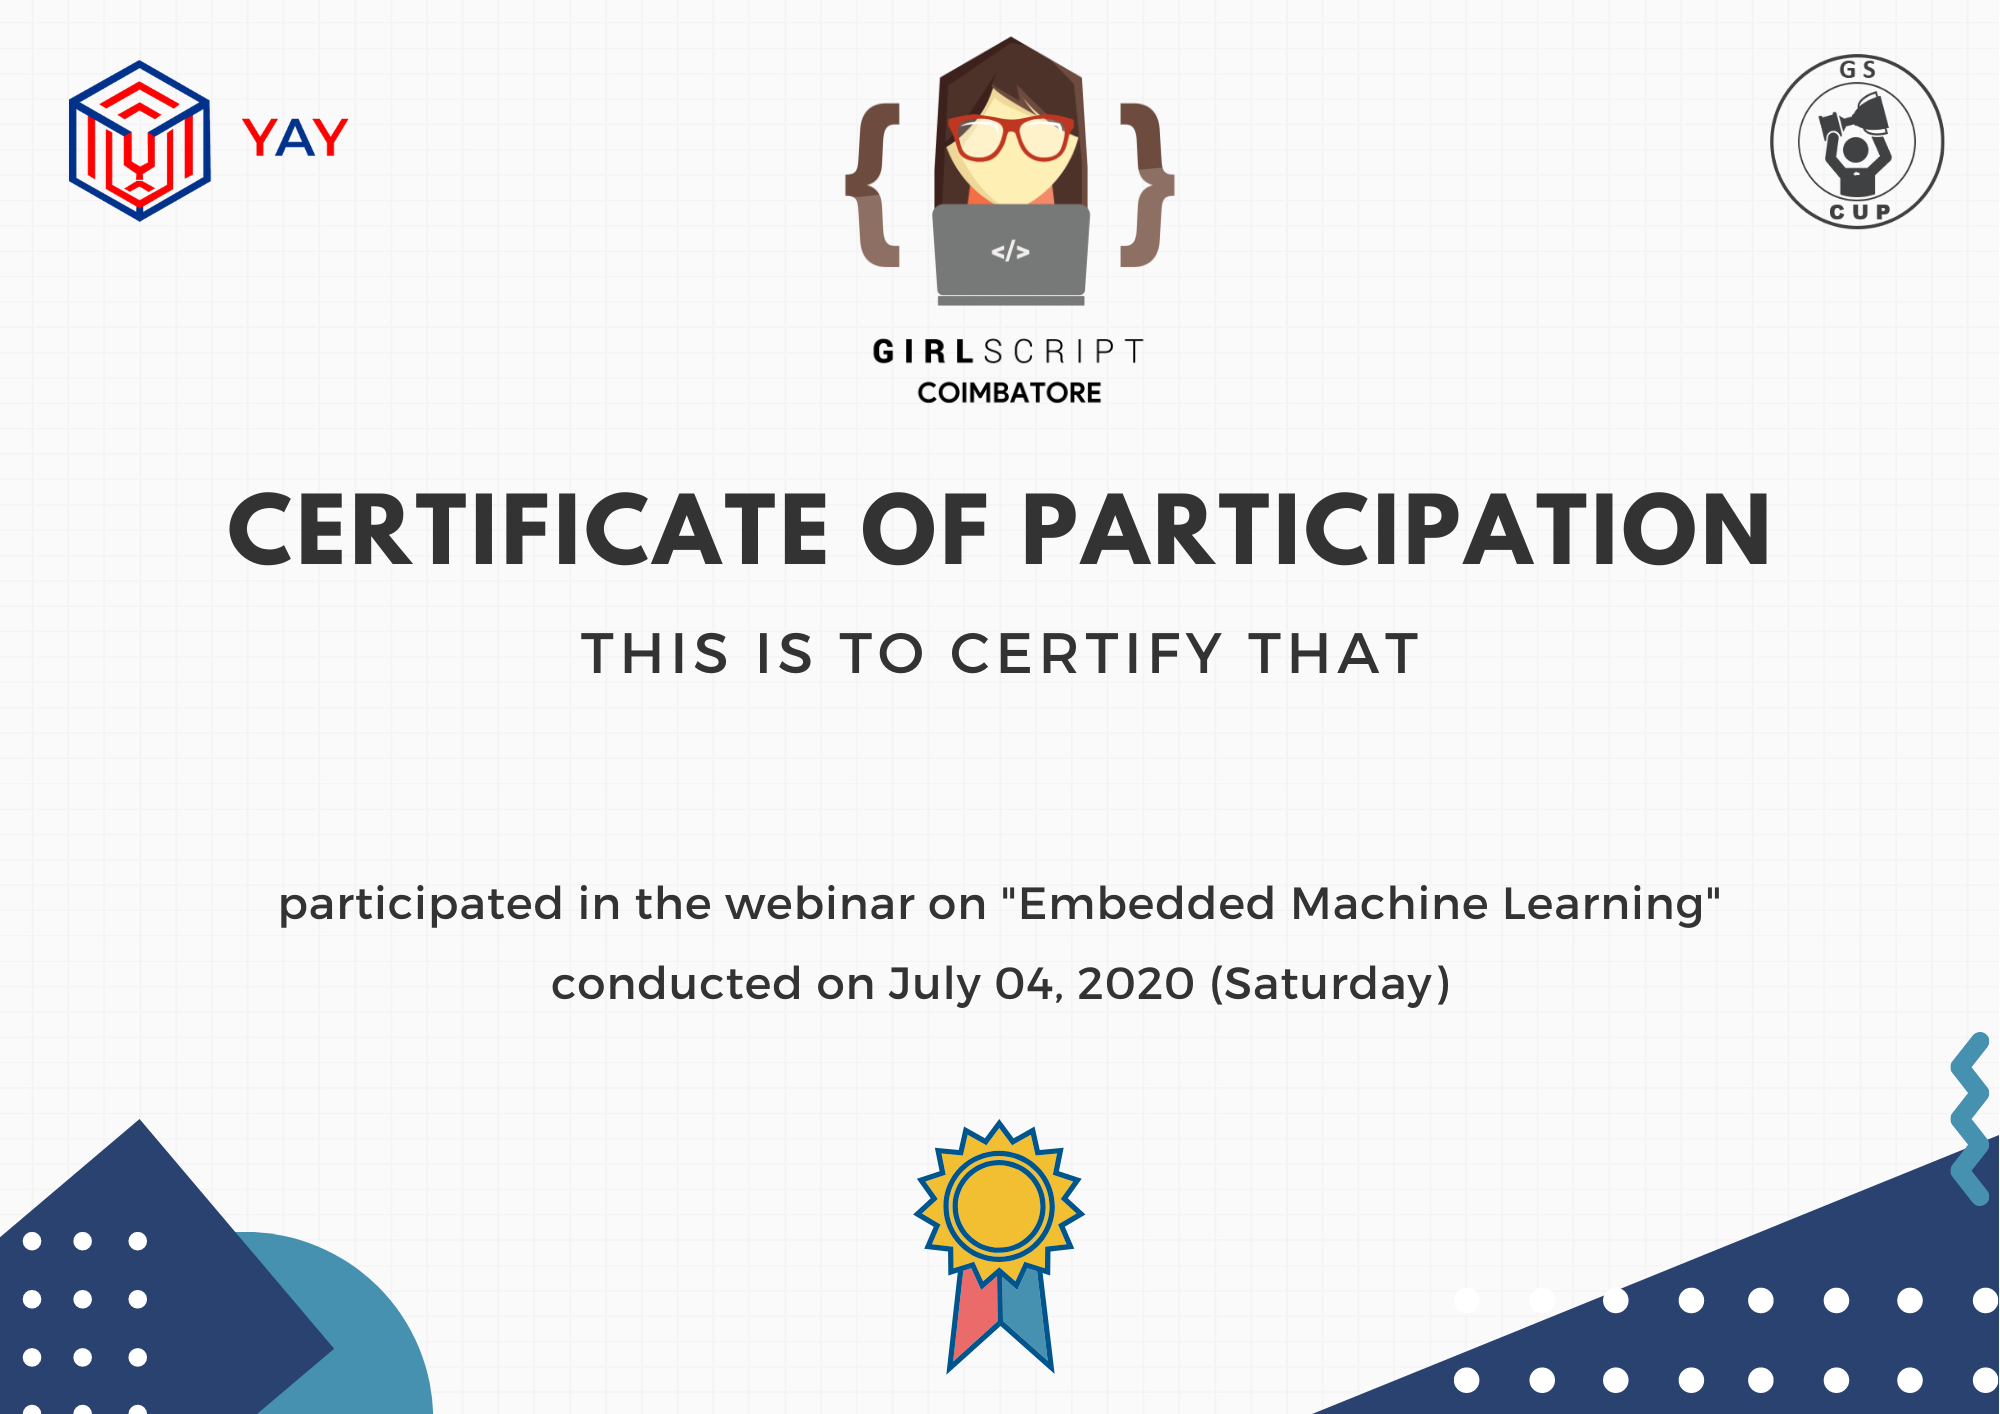 YAY
GS
CUP
</>
GIRLSCRIPT
COIMBATORE
CERTIFICATE OF PARTICIPATION
THIS IS TO CERTIFY THAT
participated in the webinar on "Embedded Machine Learning"
conducted on July 04, 2020 (Saturday)